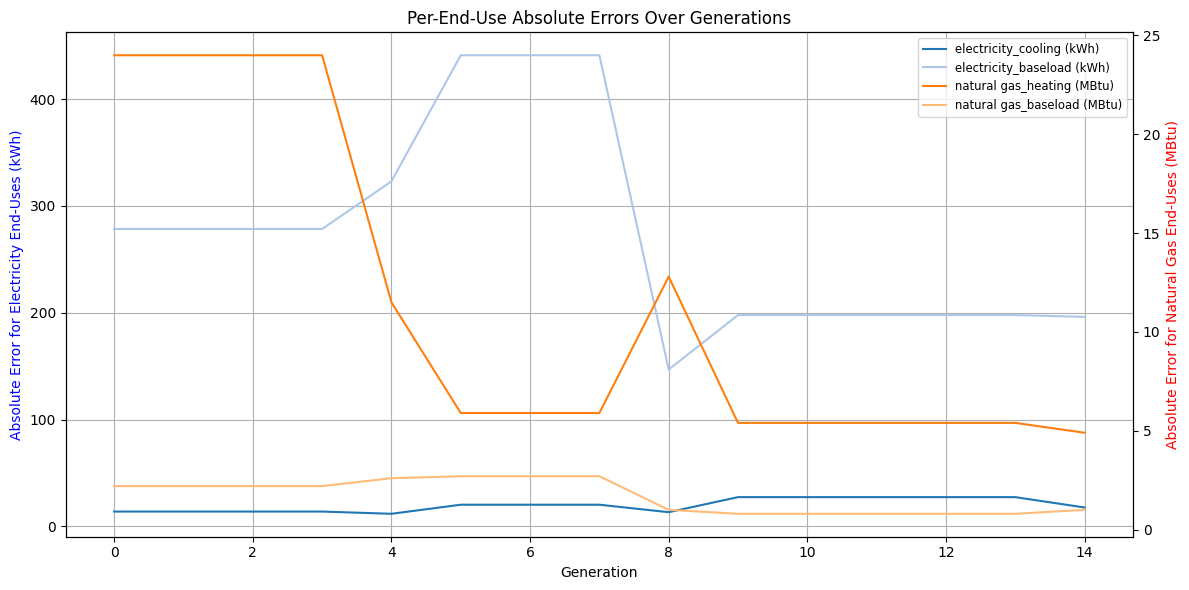 Per-End-Use Absolute Errors Over Generations
electricity_cooling (kWh)
electricity_baseload (kWh)
natural gas_heating (MBtu)
natural gas_baseload (MBtu)
Absolute Error for Electricity End-Uses (kWh)
400
300
200
100
0
25
20
15
10
5
0
Absolute Error for Natural Gas End-Uses (MBtu)
0 2 4 6 8 10 12 14
Generation